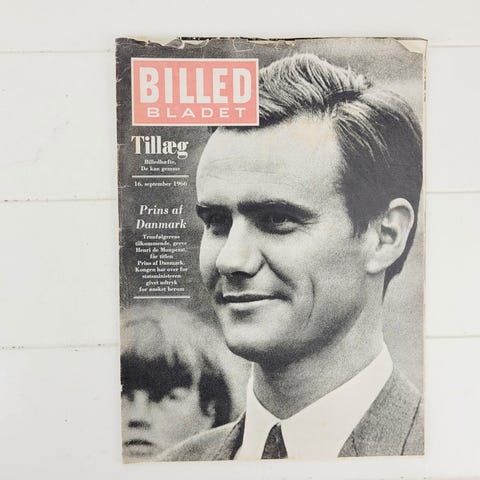 BILLED
BLADET
Tillæg
Billedhæfte,
De kan gemme
16. september 1966
Prins af
Danmark
Tronfølgerens
tilkommende, greve
Henri de Monpezat,
får titlen
Prins af Danmark.
Kongen har over for
statsministeren
givet udtryk
for ønsket herom